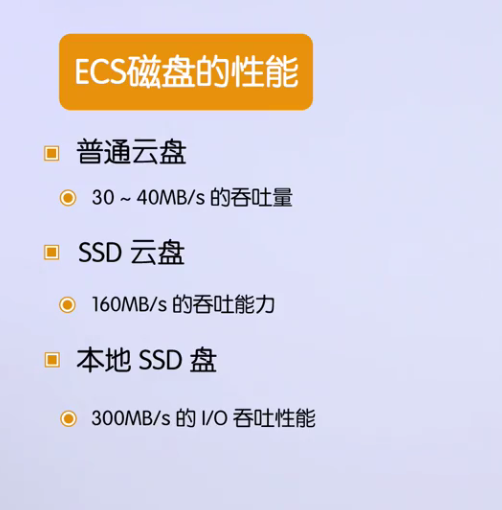 ECS磁盘的性能
普通云盘
30 ~ 40MB/s 的吞吐量
SSD 云盘
160MB/s 的吞吐能力
本地 SSD 盘
300MB/s 的 I/O 吞吐性能